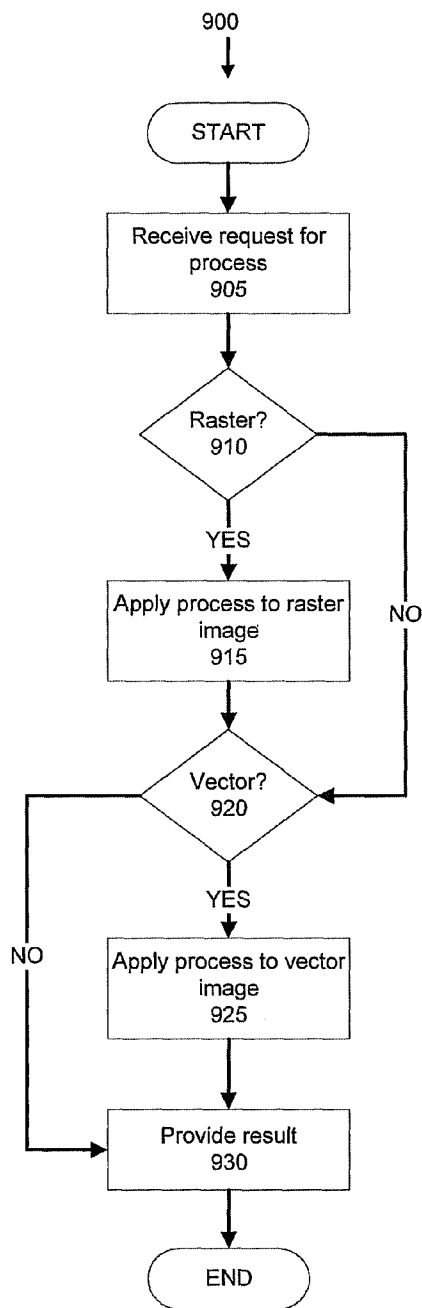 900
START
Receive request for
process
905
Raster?
910
YES
NO
Apply process to raster
image
915
Vector?
920
YES
NO
Apply process to vector
image
925
Provide result
930
END